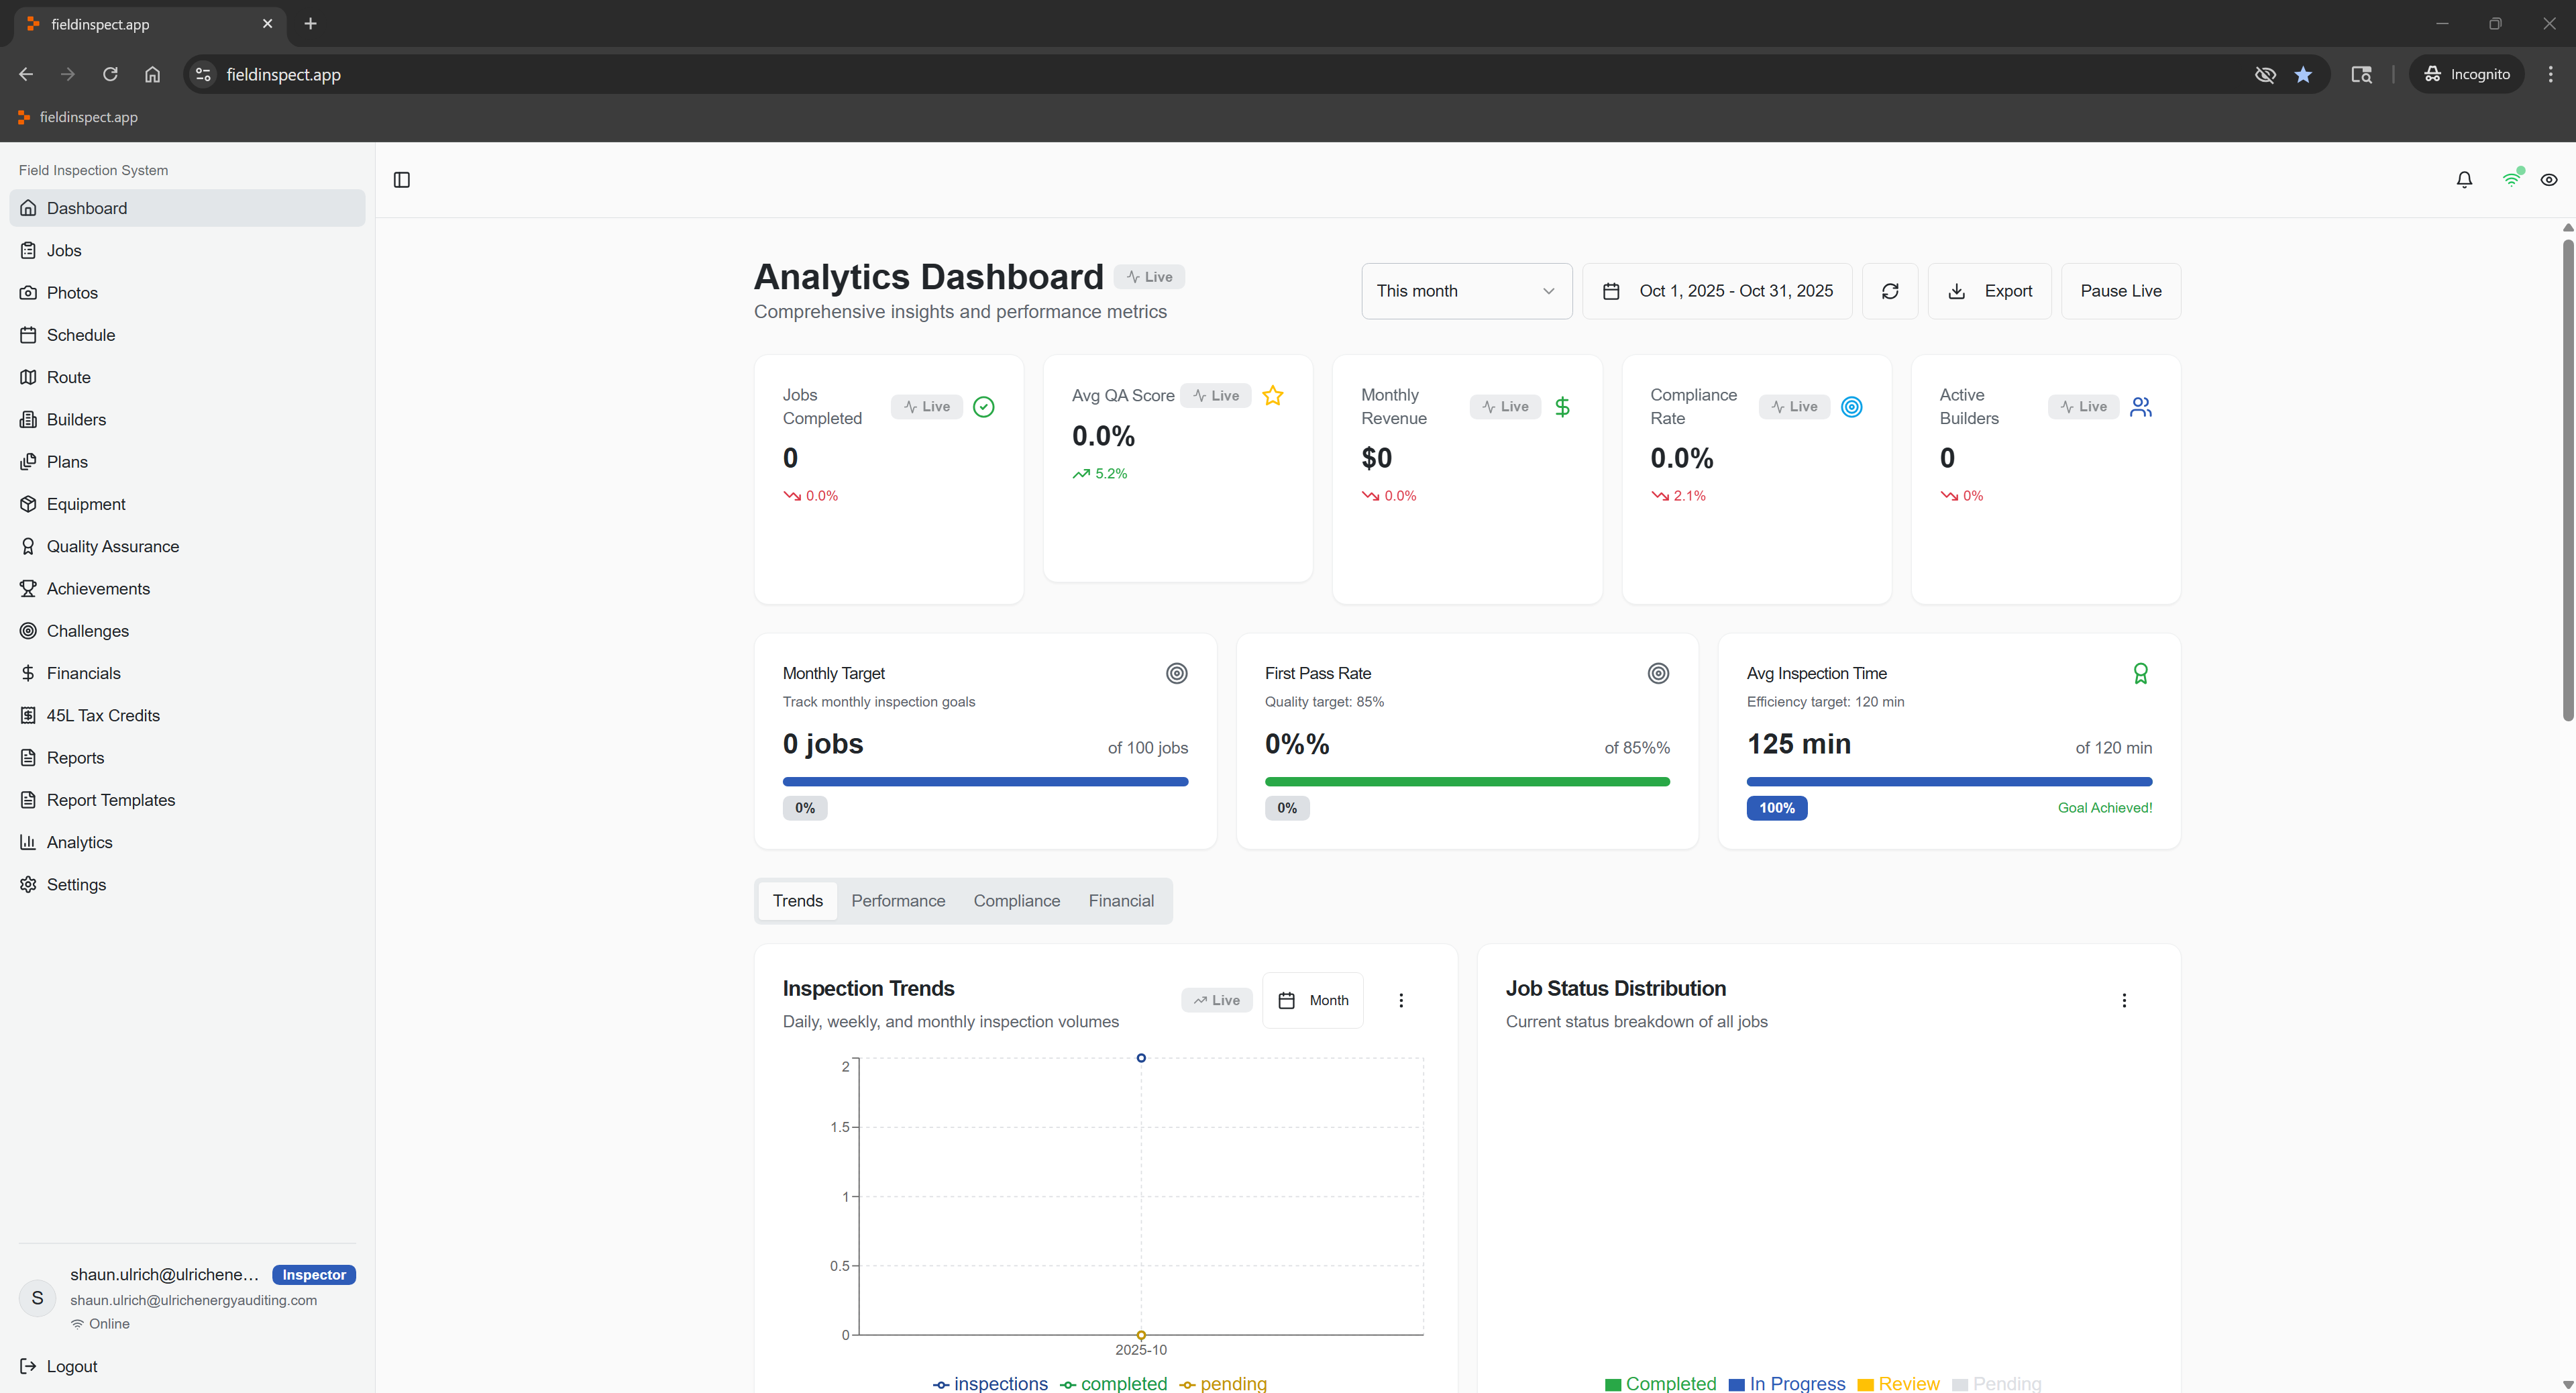 fieldinspect.app
fieldinspect.app
Incognito
fieldinspect.app
Field Inspection System
Dashboard
Jobs
Photos
Schedule
Route
Builders
Plans
Equipment
Quality Assurance
Achievements
Challenges
Financials
45L Tax Credits
Reports
Report Templates
Analytics
Settings
S
shaun.ulrich@ulrichene...
Inspector
shaun.ulrich@ulrichenergyauditing.com
Online
Logout
Analytics Dashboard
Live
Comprehensive insights and performance metrics
This month
Oct 1, 2025 - Oct 31, 2025
Export
Pause Live
Jobs
Completed
Live
0
0.0%
Avg QA Score
Live
0.0%
5.2%
Monthly
Revenue
Live
$0
0.0%
Compliance
Rate
Live
0.0%
2.1%
Active
Builders
Live
0
0%
Monthly Target
Track monthly inspection goals
0 jobs
of 100 jobs
0%
First Pass Rate
Quality target: 85%
0%%
of 85%%
0%
Avg Inspection Time
Efficiency target: 120 min
125 min
of 120 min
100%
Goal Achieved!
Trends
Performance
Compliance
Financial
Inspection Trends
Daily, weekly, and monthly inspection volumes
Live
Month
2
1.5
1
0.5
0
2025-10
inspections
completed
pending
Job Status Distribution
Current status breakdown of all jobs
Completed
In Progress
Review
Pending